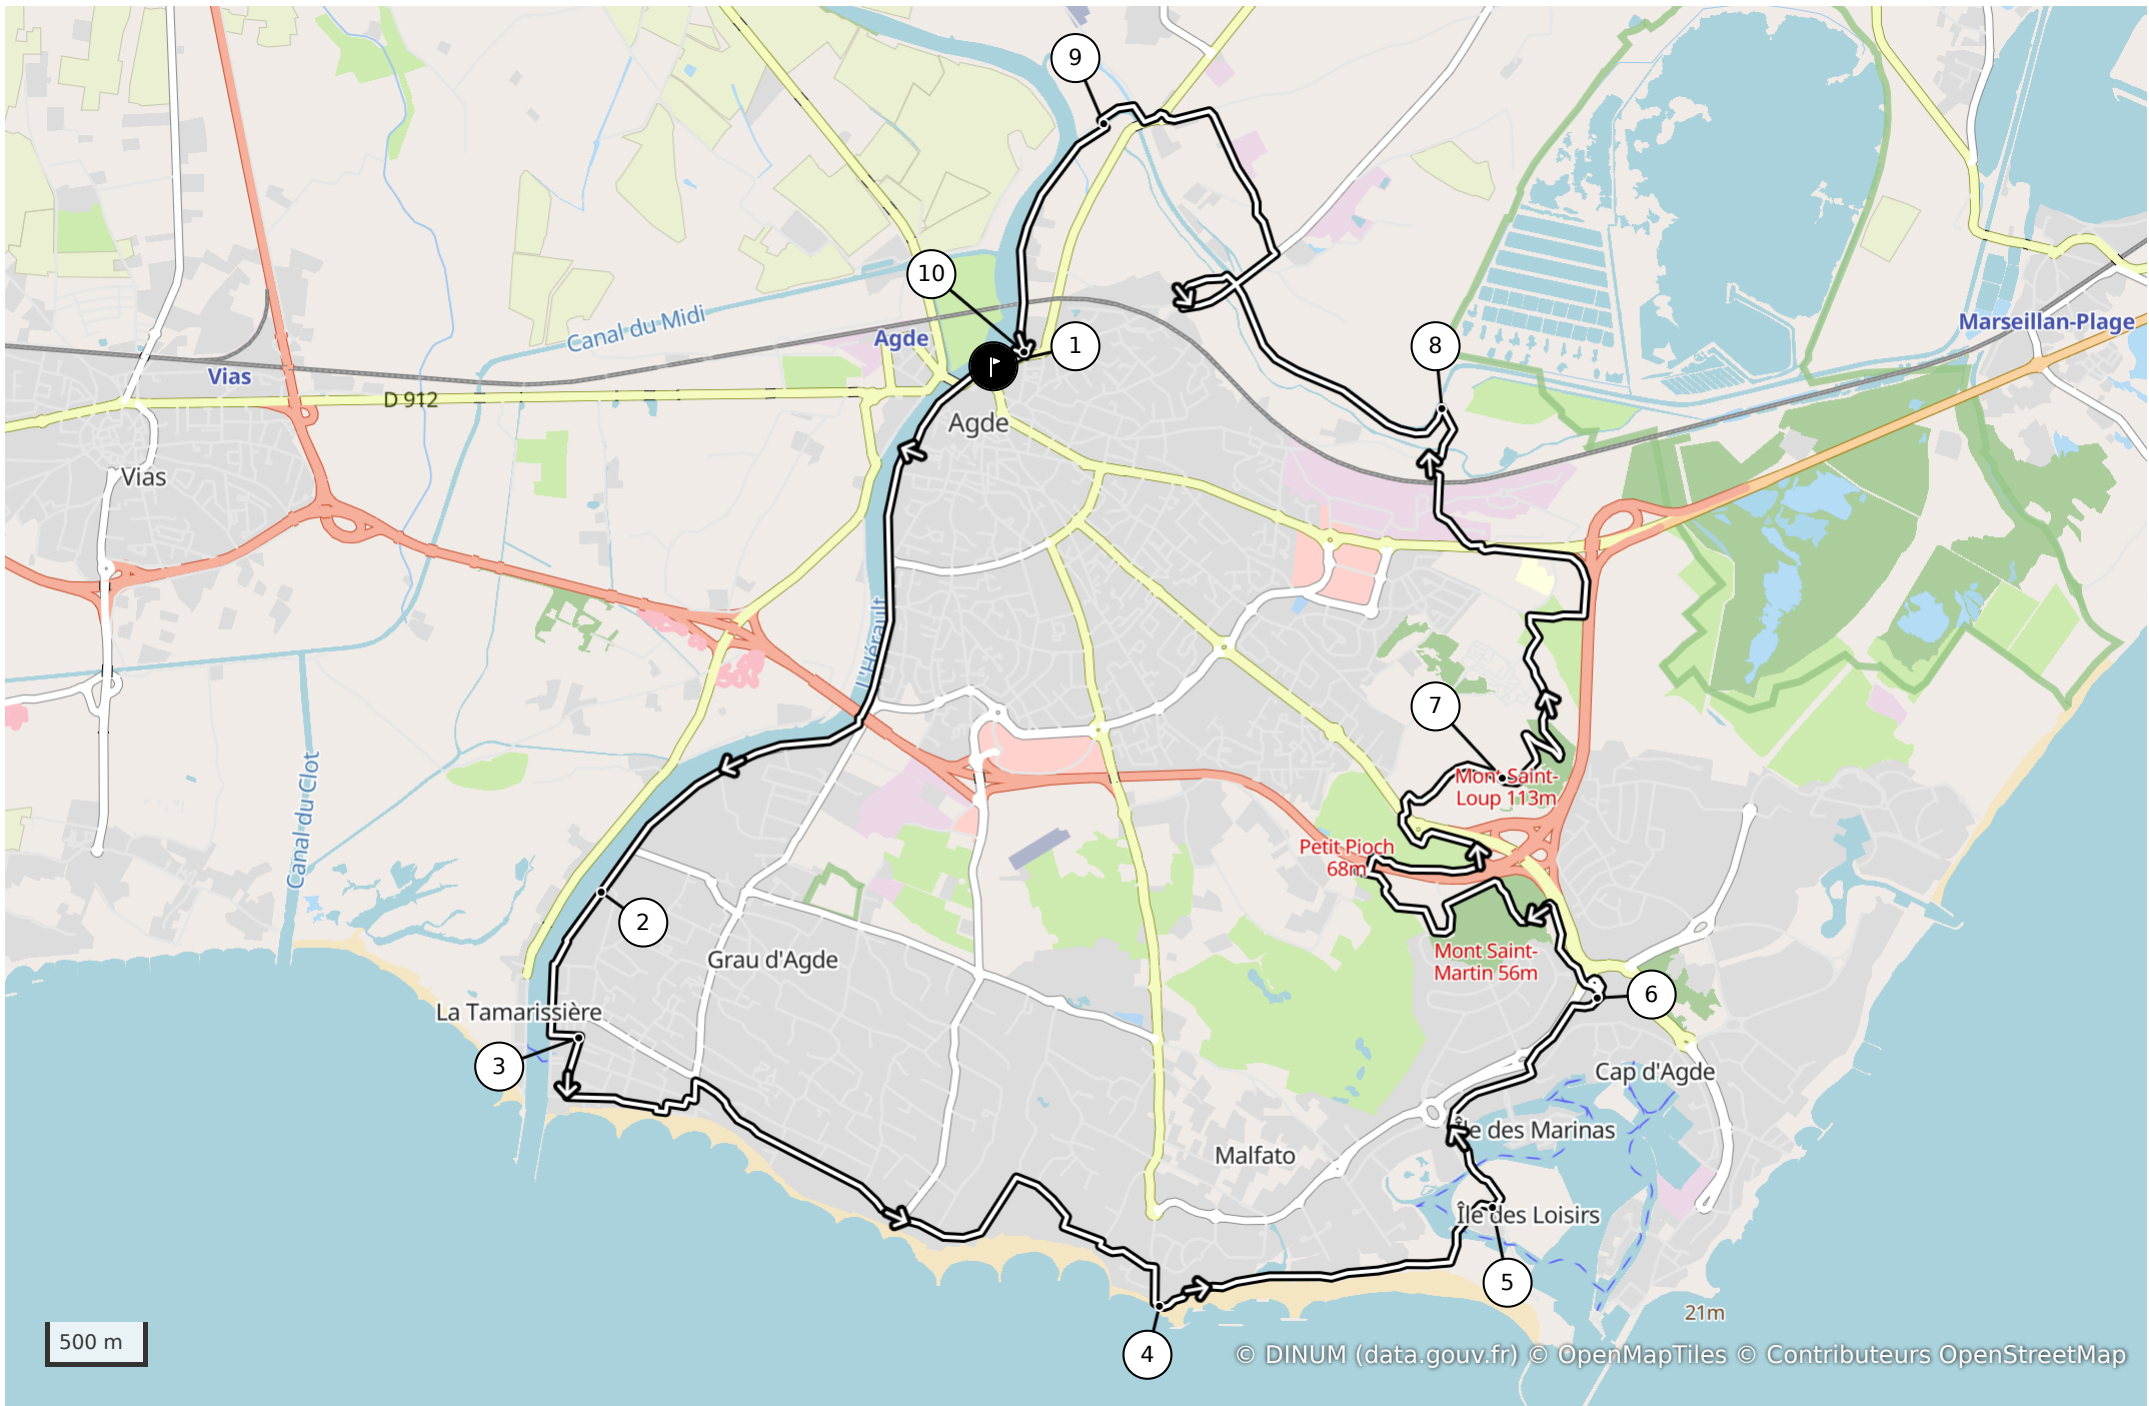 9
10
Canal du Midi
Agde
1
8
Marseillan-Plage
Vias
D 912
Agde
Vias
L'Hérault
7
Mont Saint-
Loup 113m
Petit Pioch
68m
Canal du Clot
2
Grau d'Agde
Mont Saint-
Martin 56m
6
La Tamarissière
3
Cap d'Agde
Île des Marinas
Malfato
Île des Loisirs
5
21m
500 m
4
© DINUM (data.gouv.fr) © OpenMapTiles © Contributeurs OpenStreetMap